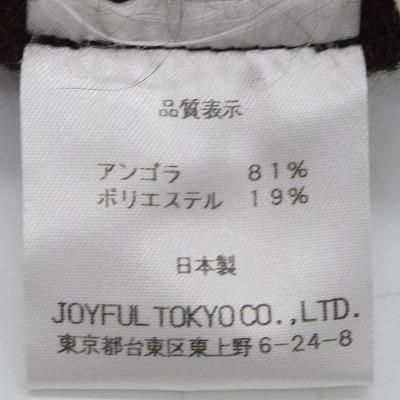 品質表示
アンゴラ 81%
ポリエステル 19%
日本製
JOYFUL TOKYO CO.,LTD.
東京都台東区東上野6-24-8